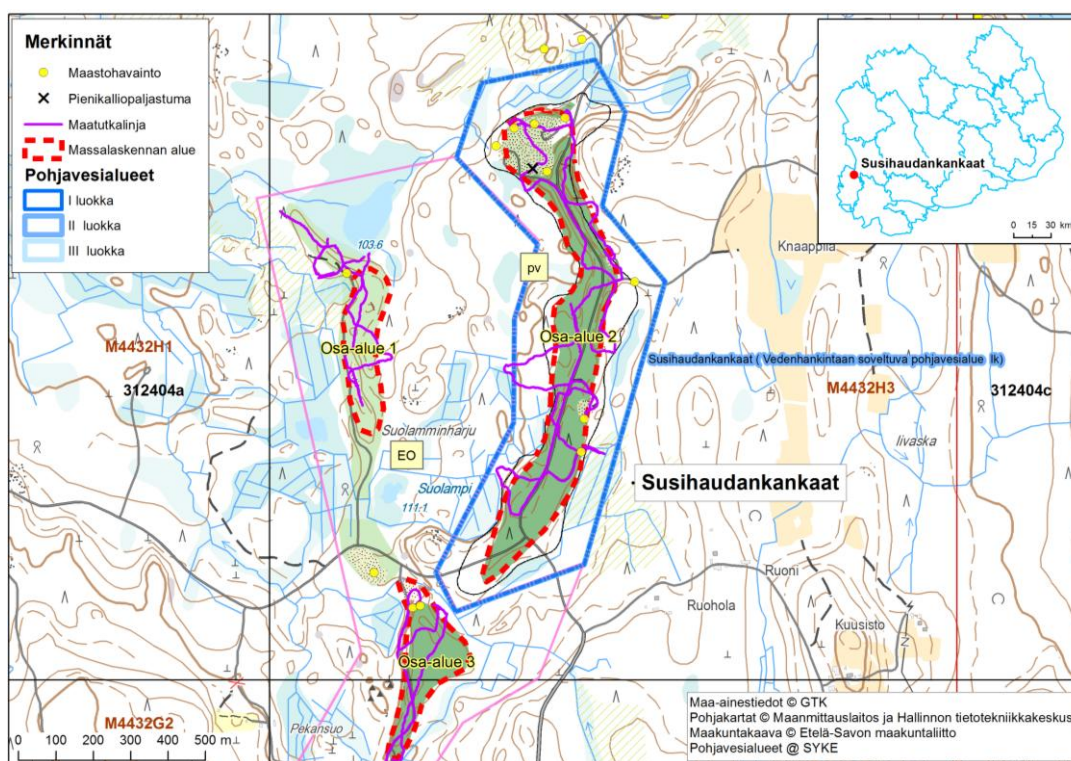 Merkinnät
Maastohavainto
Pienikalliopaljastuma
Maatutkalinja
Massalaskennan alue
Pohjavesialueet
I luokka
II luokka
III luokka
Susihaudankankaat
0 15 30 km
103.6
Knaappila
pv
Osa-alue 1
Osa-alue 2
M4432H1
Susihaudankankaat ( Vedenhankintaan soveltuva pohjavesialue Ik)
312404a
M4432H3
312404c
Suolamminharju
Iivaska
EO
Suolampi
111.1
Susihaudankankaat
Ruoni
Ruohola
Kuusisto
Osa-alue 3
M4432G2
Pekansuo
0 100 200 300 400 500 m
Maa-ainestiedot © GTK
Pohjakartat © Maanmittauslaitos ja Hallinnon tietotekniikkakeskus
Maakuntakaava © Etelä-Savon maakuntaliitto
Pohjavesialueet @ SYKE